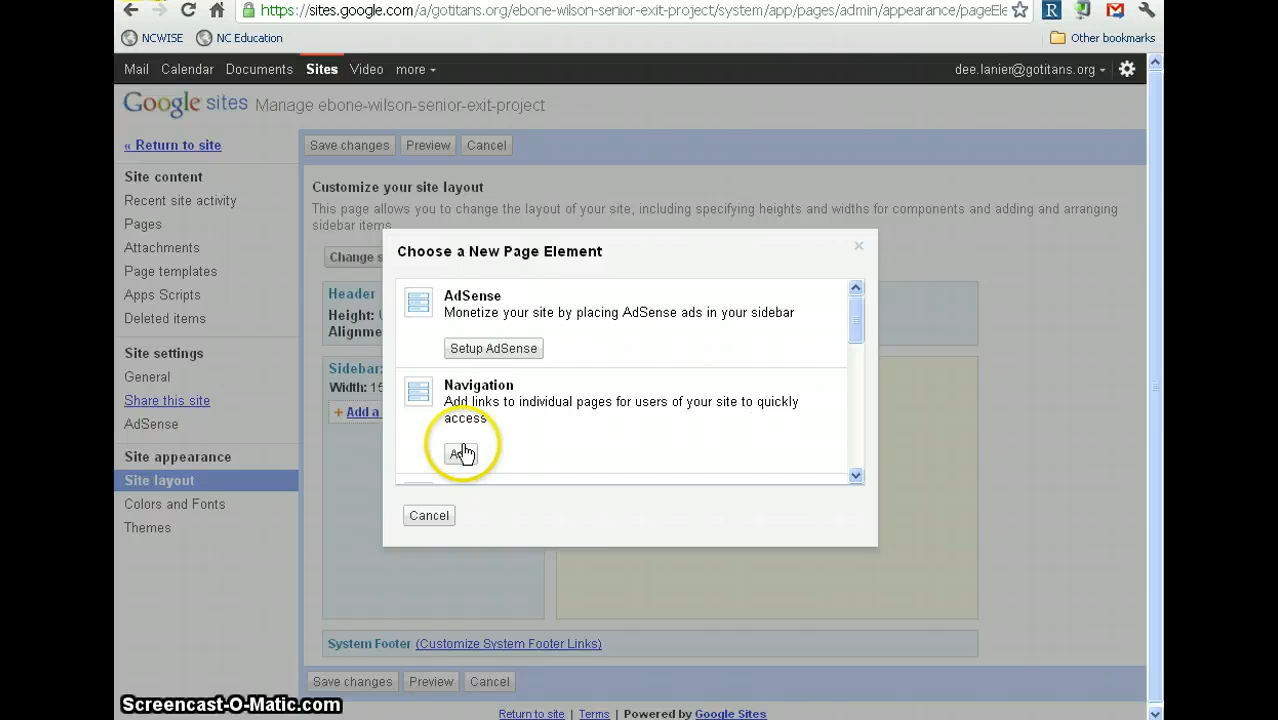 https://sites.google.com/a/gotitans.org/ebone-wilson-senior-exit-project/system/app/pages/admin/appearance/pageEle
NCWISE NC Education Other bookmarks
Mail Calendar Documents Sites Video more dee.lanier@gotitans.org
Google sites Manage ebone-wilson-senior-exit-project
« Return to site
Save changes Preview Cancel
Site content
Recent site activity
Pages
Attachments
Page templates
Apps Scripts
Deleted items
Site settings
General
Share this site
AdSense
Site appearance
Site layout
Colors and Fonts
Themes
Customize your site layout
This page allows you to change the layout of your site, including specifying heights and widths for components and adding and arranging
sidebar items
Change s
Header
Height:
Alignmen
Sidebar:
Width: 15
+ Add a
Choose a New Page Element
AdSense
Monetize your site by placing AdSense ads in your sidebar
Setup AdSense
Navigation
Add links to individual pages for users of your site to quickly
access
Cancel
System Footer (Customize System Footer Links)
Save changes Preview Cancel
Screencast-O-Matic.com
Return to site | Terms | Powered by Google Sites